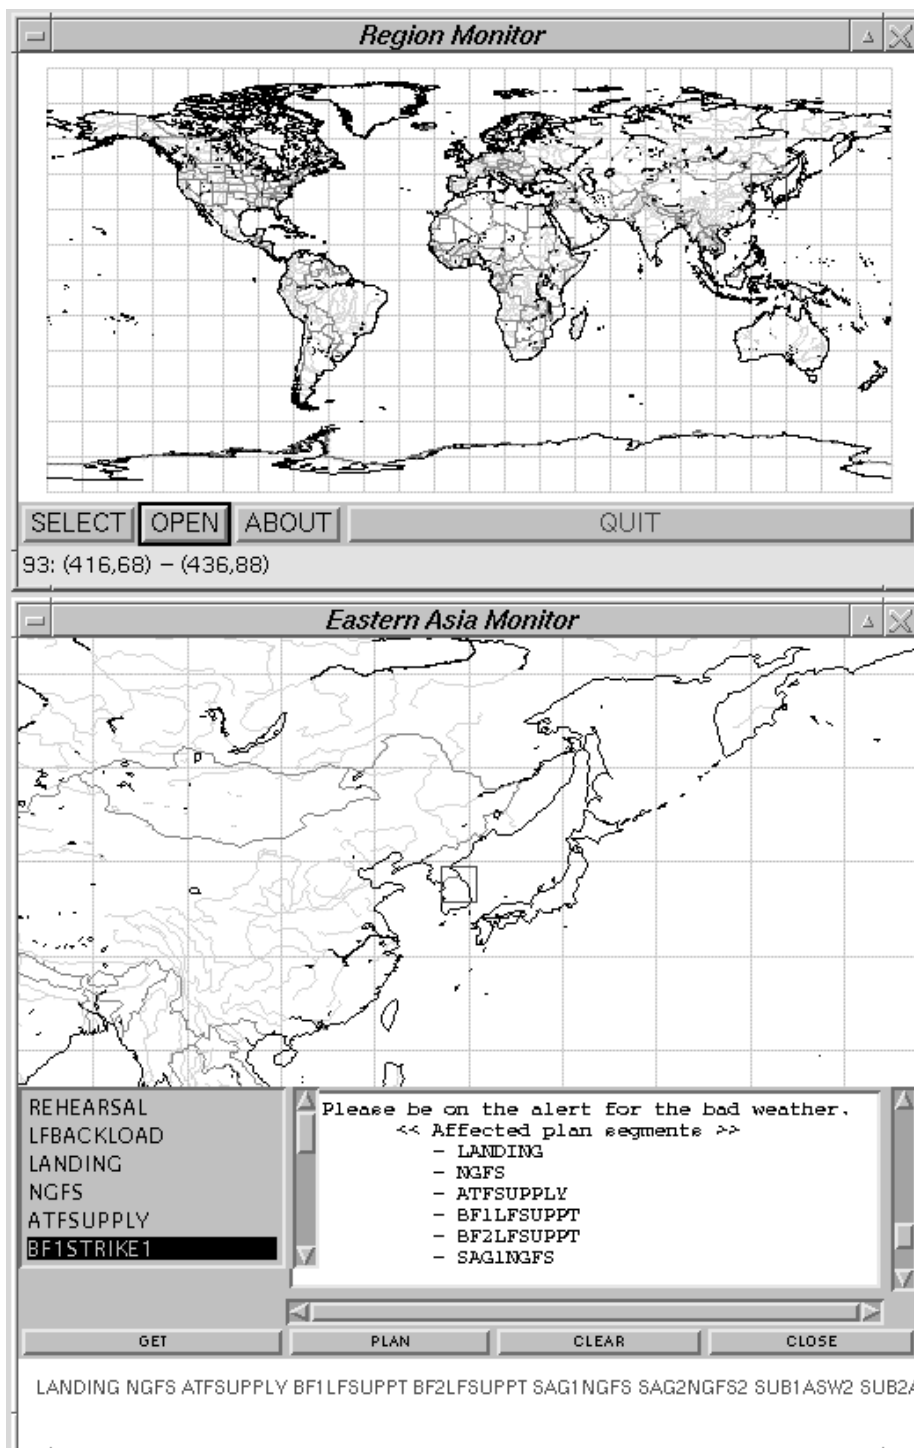 Region Monitor
SELECT OPEN ABOUT QUIT
93: (416,68) – (436,88)
Eastern Asia Monitor
REHEARSAL
LFBACKLOAD
LANDING
NGFS
ATFSUPPLY
BF1STRIKE1
Please be on the alert for the bad weather.
<< Affected plan segments >>
– LANDING
– NGFS
– ATFSUPPLY
– BF1LFSUPPT
– BF2LFSUPPT
– SAG1NGFS
GET PLAN CLEAR CLOSE
LANDING NGFS ATFSUPPLY BF1LFSUPPT BF2LFSUPPT SAG1NGFS SAG2NGFS2 SUB1ASW2 SUB2A